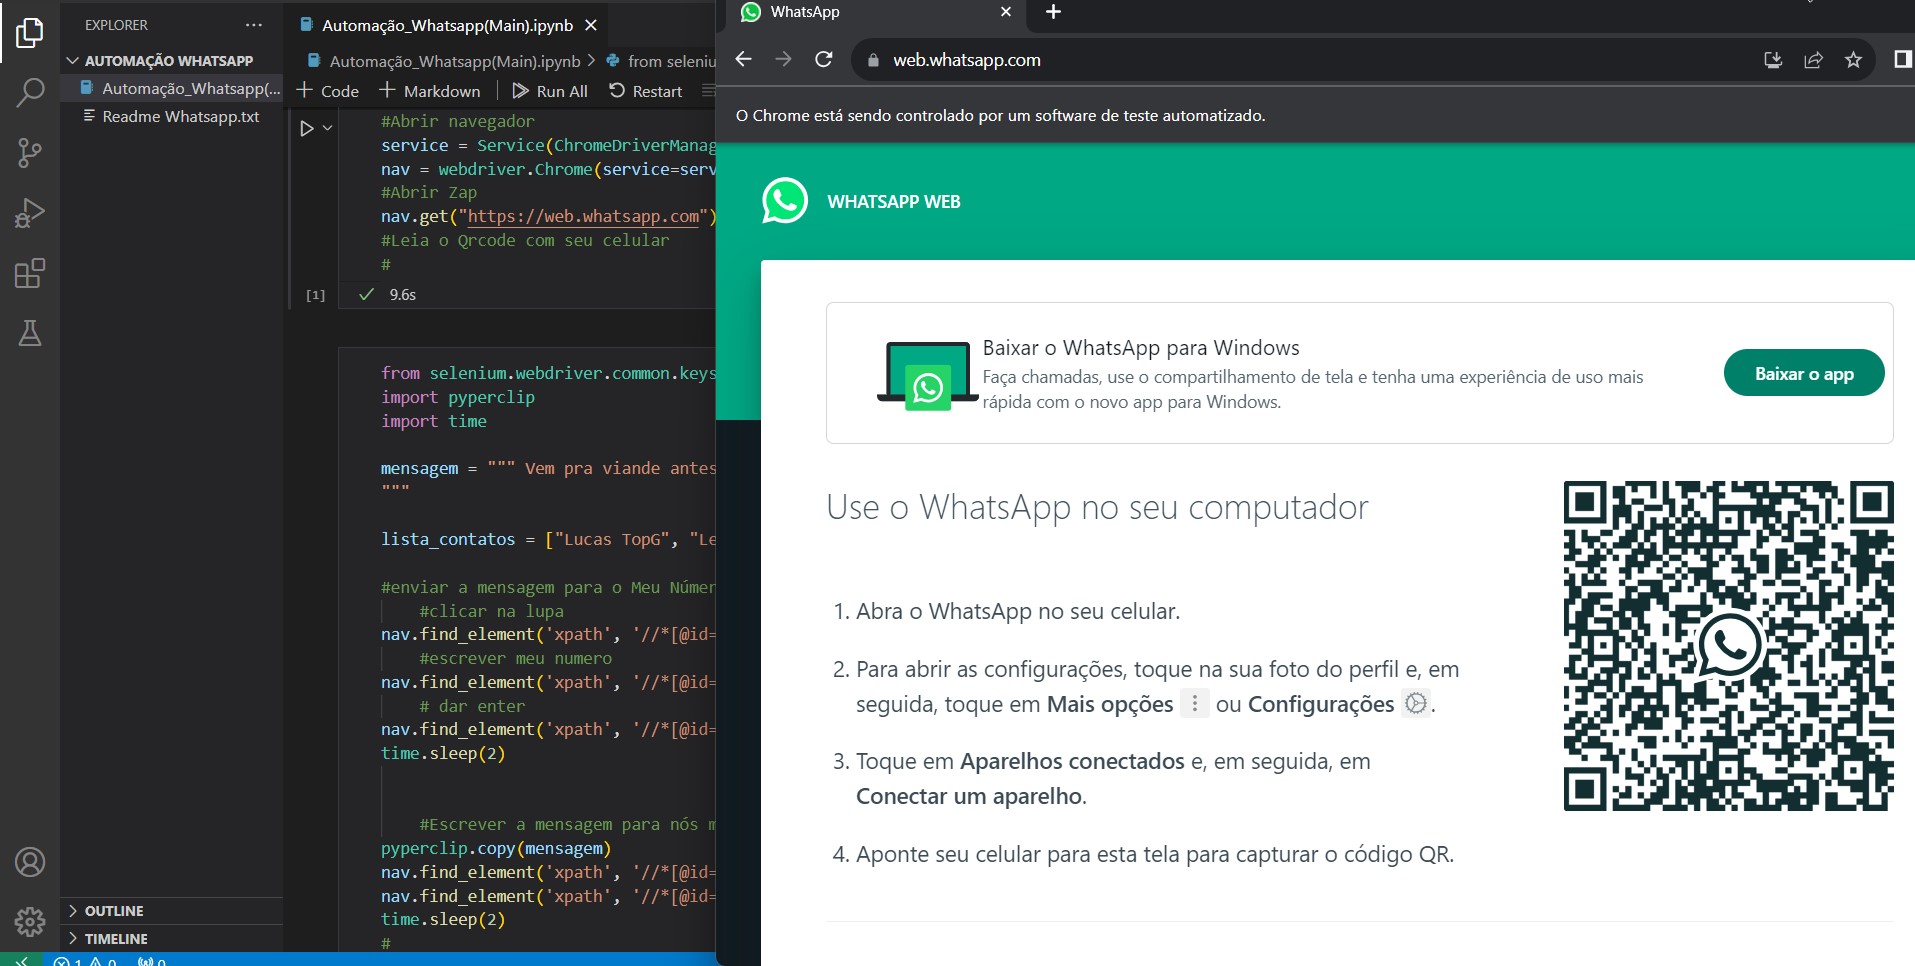 EXPLORER
AUTOMAÇÃO WHATSAPP
Automação_Whatsapp(...
Readme Whatsapp.txt
OUTLINE
TIMELINE
1 0 0
Automação_Whatsapp(Main).ipynb
Automação_Whatsapp(Main).ipynb > from seleniu
Code Markdown Run All Restart
#Abrir navegador
service = Service(ChromeDriverManag
nav = webdriver.Chrome(service=serv
#Abrir Zap
nav.get("https://web.whatsapp.com")
#Leia o Qrcode com seu celular
#
[1] 9.6s
from selenium.webdriver.common.keys
import pyperclip
import time
mensagem = """ Vem pra viande antes
"""
lista_contatos = ["Lucas TopG", "Le
#enviar a mensagem para o Meu Númer
#clicar na lupa
nav.find_element('xpath', '//*[@id=
#escrever meu numero
nav.find_element('xpath', '//*[@id=
# dar enter
nav.find_element('xpath', '//*[@id=
time.sleep(2)
#Escrever a mensagem para nós m
pyperclip.copy(mensagem)
nav.find_element('xpath', '//*[@id=
nav.find_element('xpath', '//*[@id=
time.sleep(2)
#
WhatsApp
web.whatsapp.com
O Chrome está sendo controlado por um software de teste automatizado.
WHATSAPP WEB
Baixar o WhatsApp para Windows
Faça chamadas, use o compartilhamento de tela e tenha uma experiência de uso mais
rápida com o novo app para Windows.
Baixar o app
Use o WhatsApp no seu computador
1. Abra o WhatsApp no seu celular.
2. Para abrir as configurações, toque na sua foto do perfil e, em
seguida, toque em Mais opções ou Configurações .
3. Toque em Aparelhos conectados e, em seguida, em
Conectar um aparelho.
4. Aponte seu celular para esta tela para capturar o código QR.